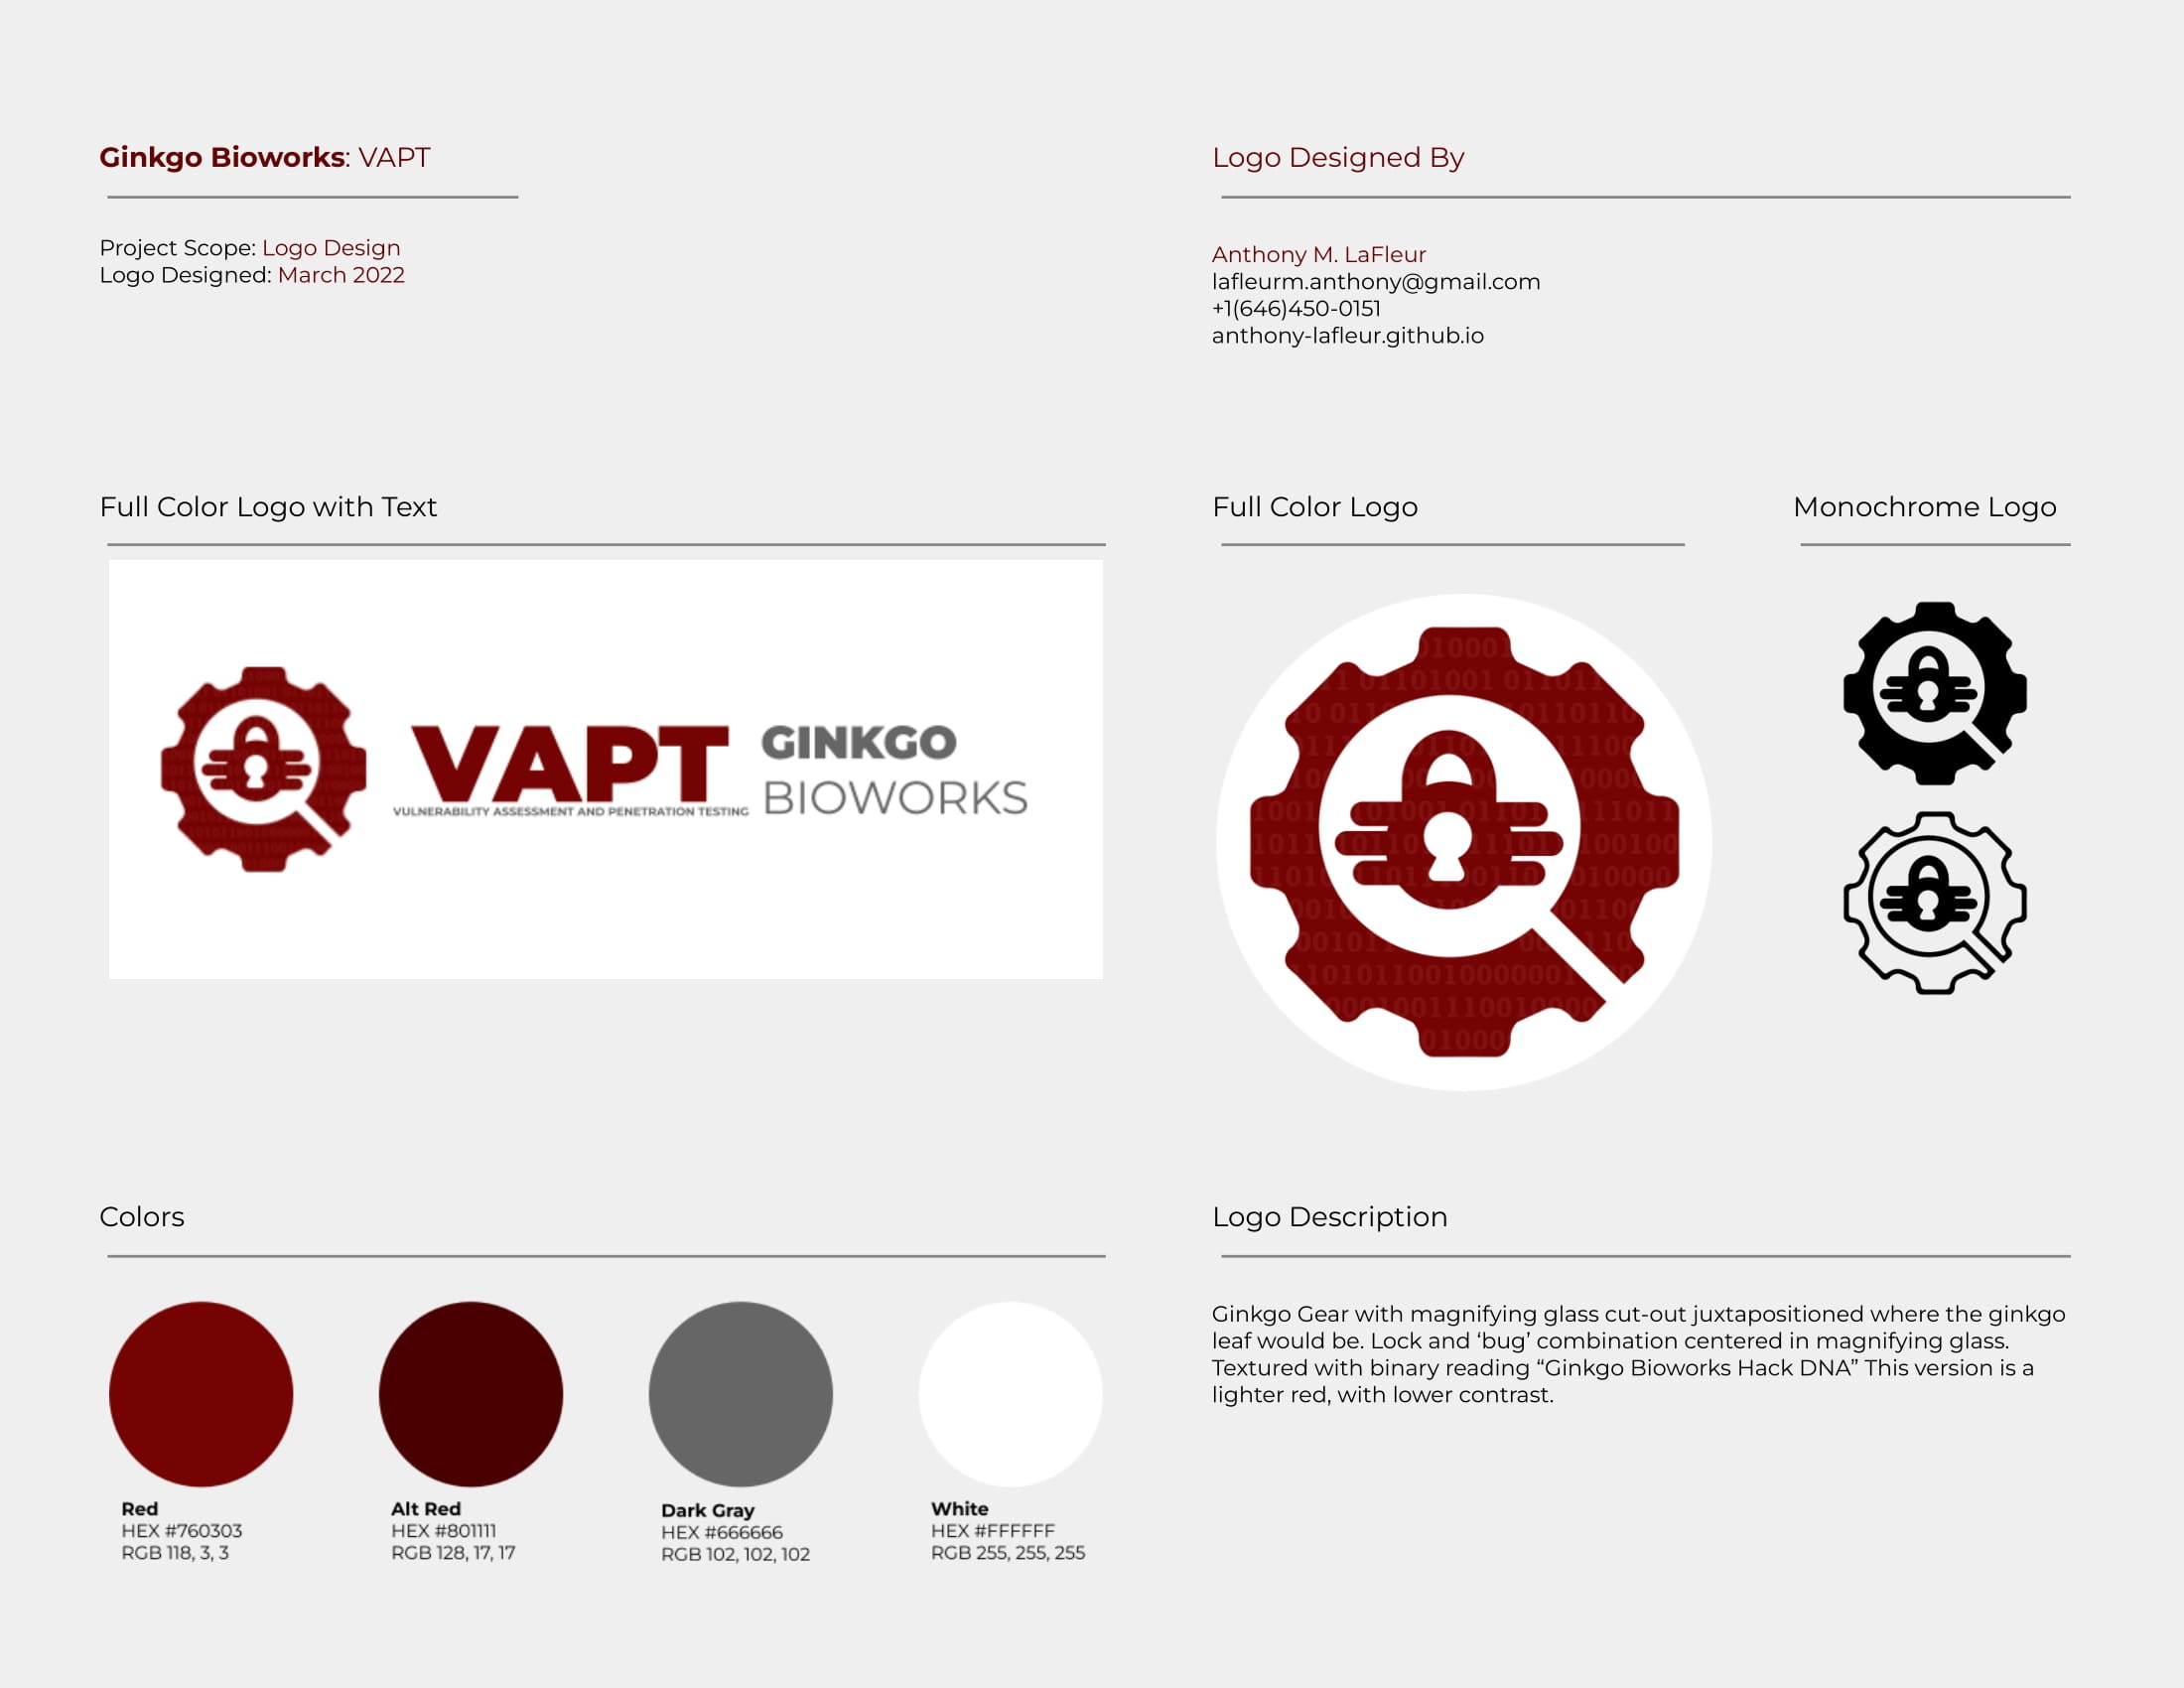 Ginkgo Bioworks: VAPT
Project Scope: Logo Design
Logo Designed: March 2022
Logo Designed By
Anthony M. LaFleur
lafleurm.anthony@gmail.com
+1(646)450-0151
anthony-lafleur.github.io
Full Color Logo with Text
VAPT
VULNERABILITY ASSESSMENT AND PENETRATION TESTING
GINKGO
BIOWORKS
Full Color Logo
Monochrome Logo
Colors
Red
HEX #760303
RGB 118, 3, 3
Alt Red
HEX #801111
RGB 128, 17, 17
Dark Gray
HEX #666666
RGB 102, 102, 102
White
HEX #FFFFFF
RGB 255, 255, 255
Logo Description
Ginkgo Gear with magnifying glass cut-out juxtapositioned where the ginkgo
leaf would be. Lock and ‘bug’ combination centered in magnifying glass.
Textured with binary reading “Ginkgo Bioworks Hack DNA” This version is a
lighter red, with lower contrast.